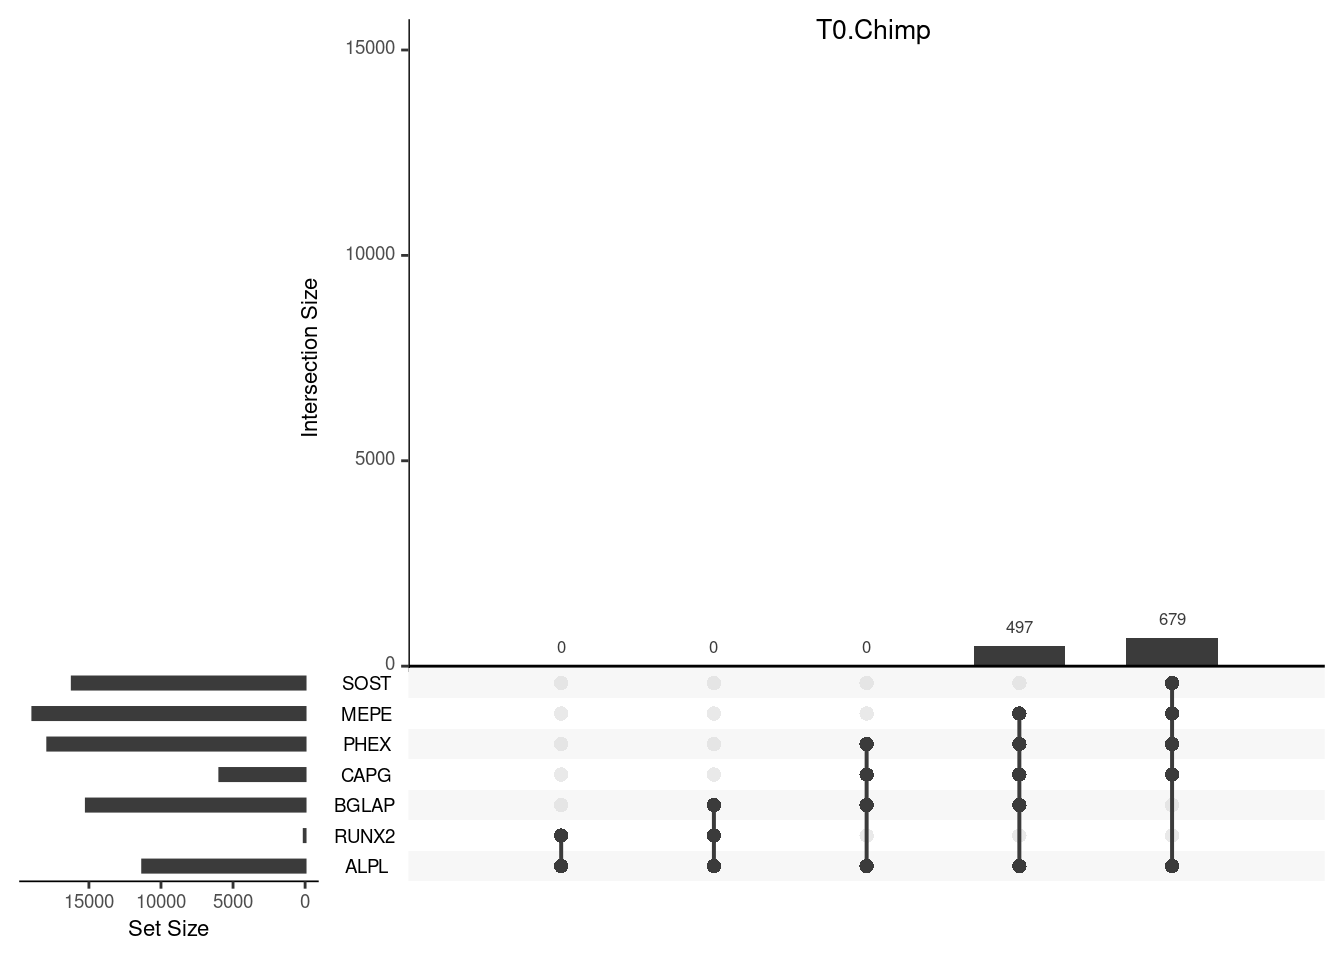 T0.Chimp
15000
10000
5000
0
Intersection Size
0
0
0
497
679
SOST
MEPE
PHEX
CAPG
BGLAP
RUNX2
ALPL
15000 10000 5000 0
Set Size